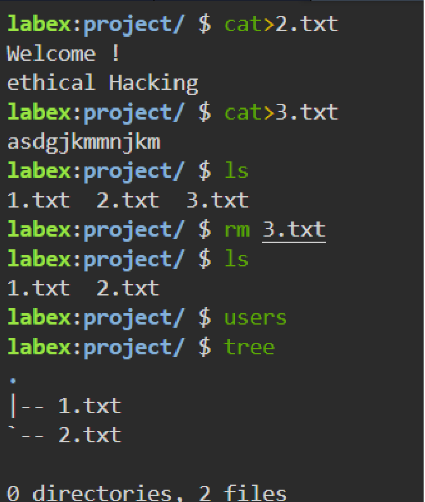 labex:project/ $ cat>2.txt
Welcome !
ethical Hacking
labex:project/ $ cat>3.txt
asdgjkmmnjkm
labex:project/ $ ls
1.txt  2.txt  3.txt
labex:project/ $ rm 3.txt
labex:project/ $ ls
1.txt  2.txt
labex:project/ $ users
labex:project/ $ tree
.
|-- 1.txt
`-- 2.txt
0 directories, 2 files